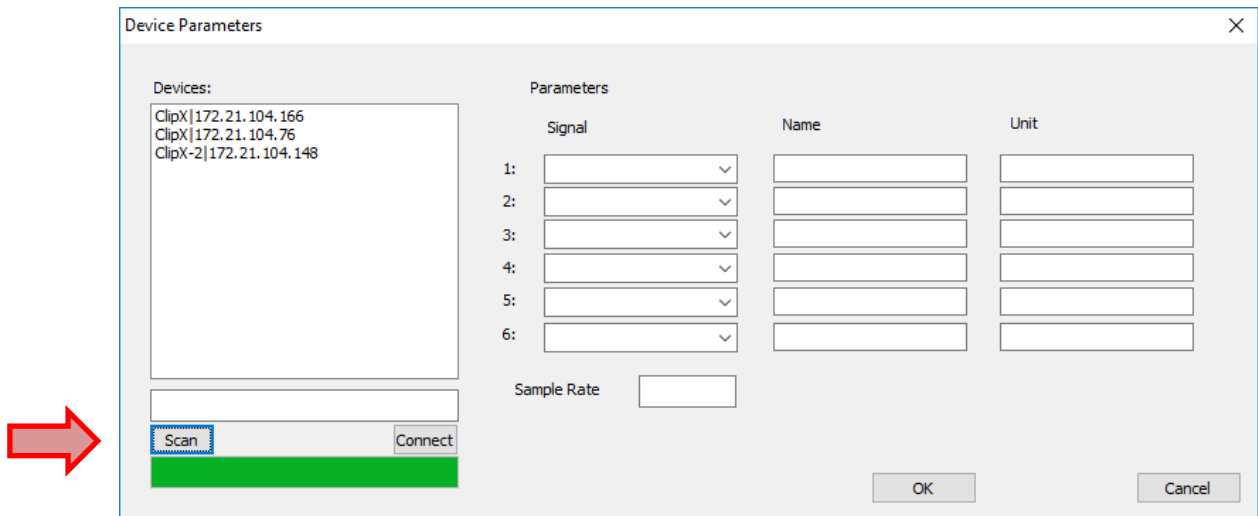 Device Parameters
Devices:
ClipX|172.21.104.166
ClipX|172.21.104.76
ClipX-2|172.21.104.148
Scan
Connect
Parameters
Signal Name Unit
1:
2:
3:
4:
5:
6:
Sample Rate
OK
Cancel